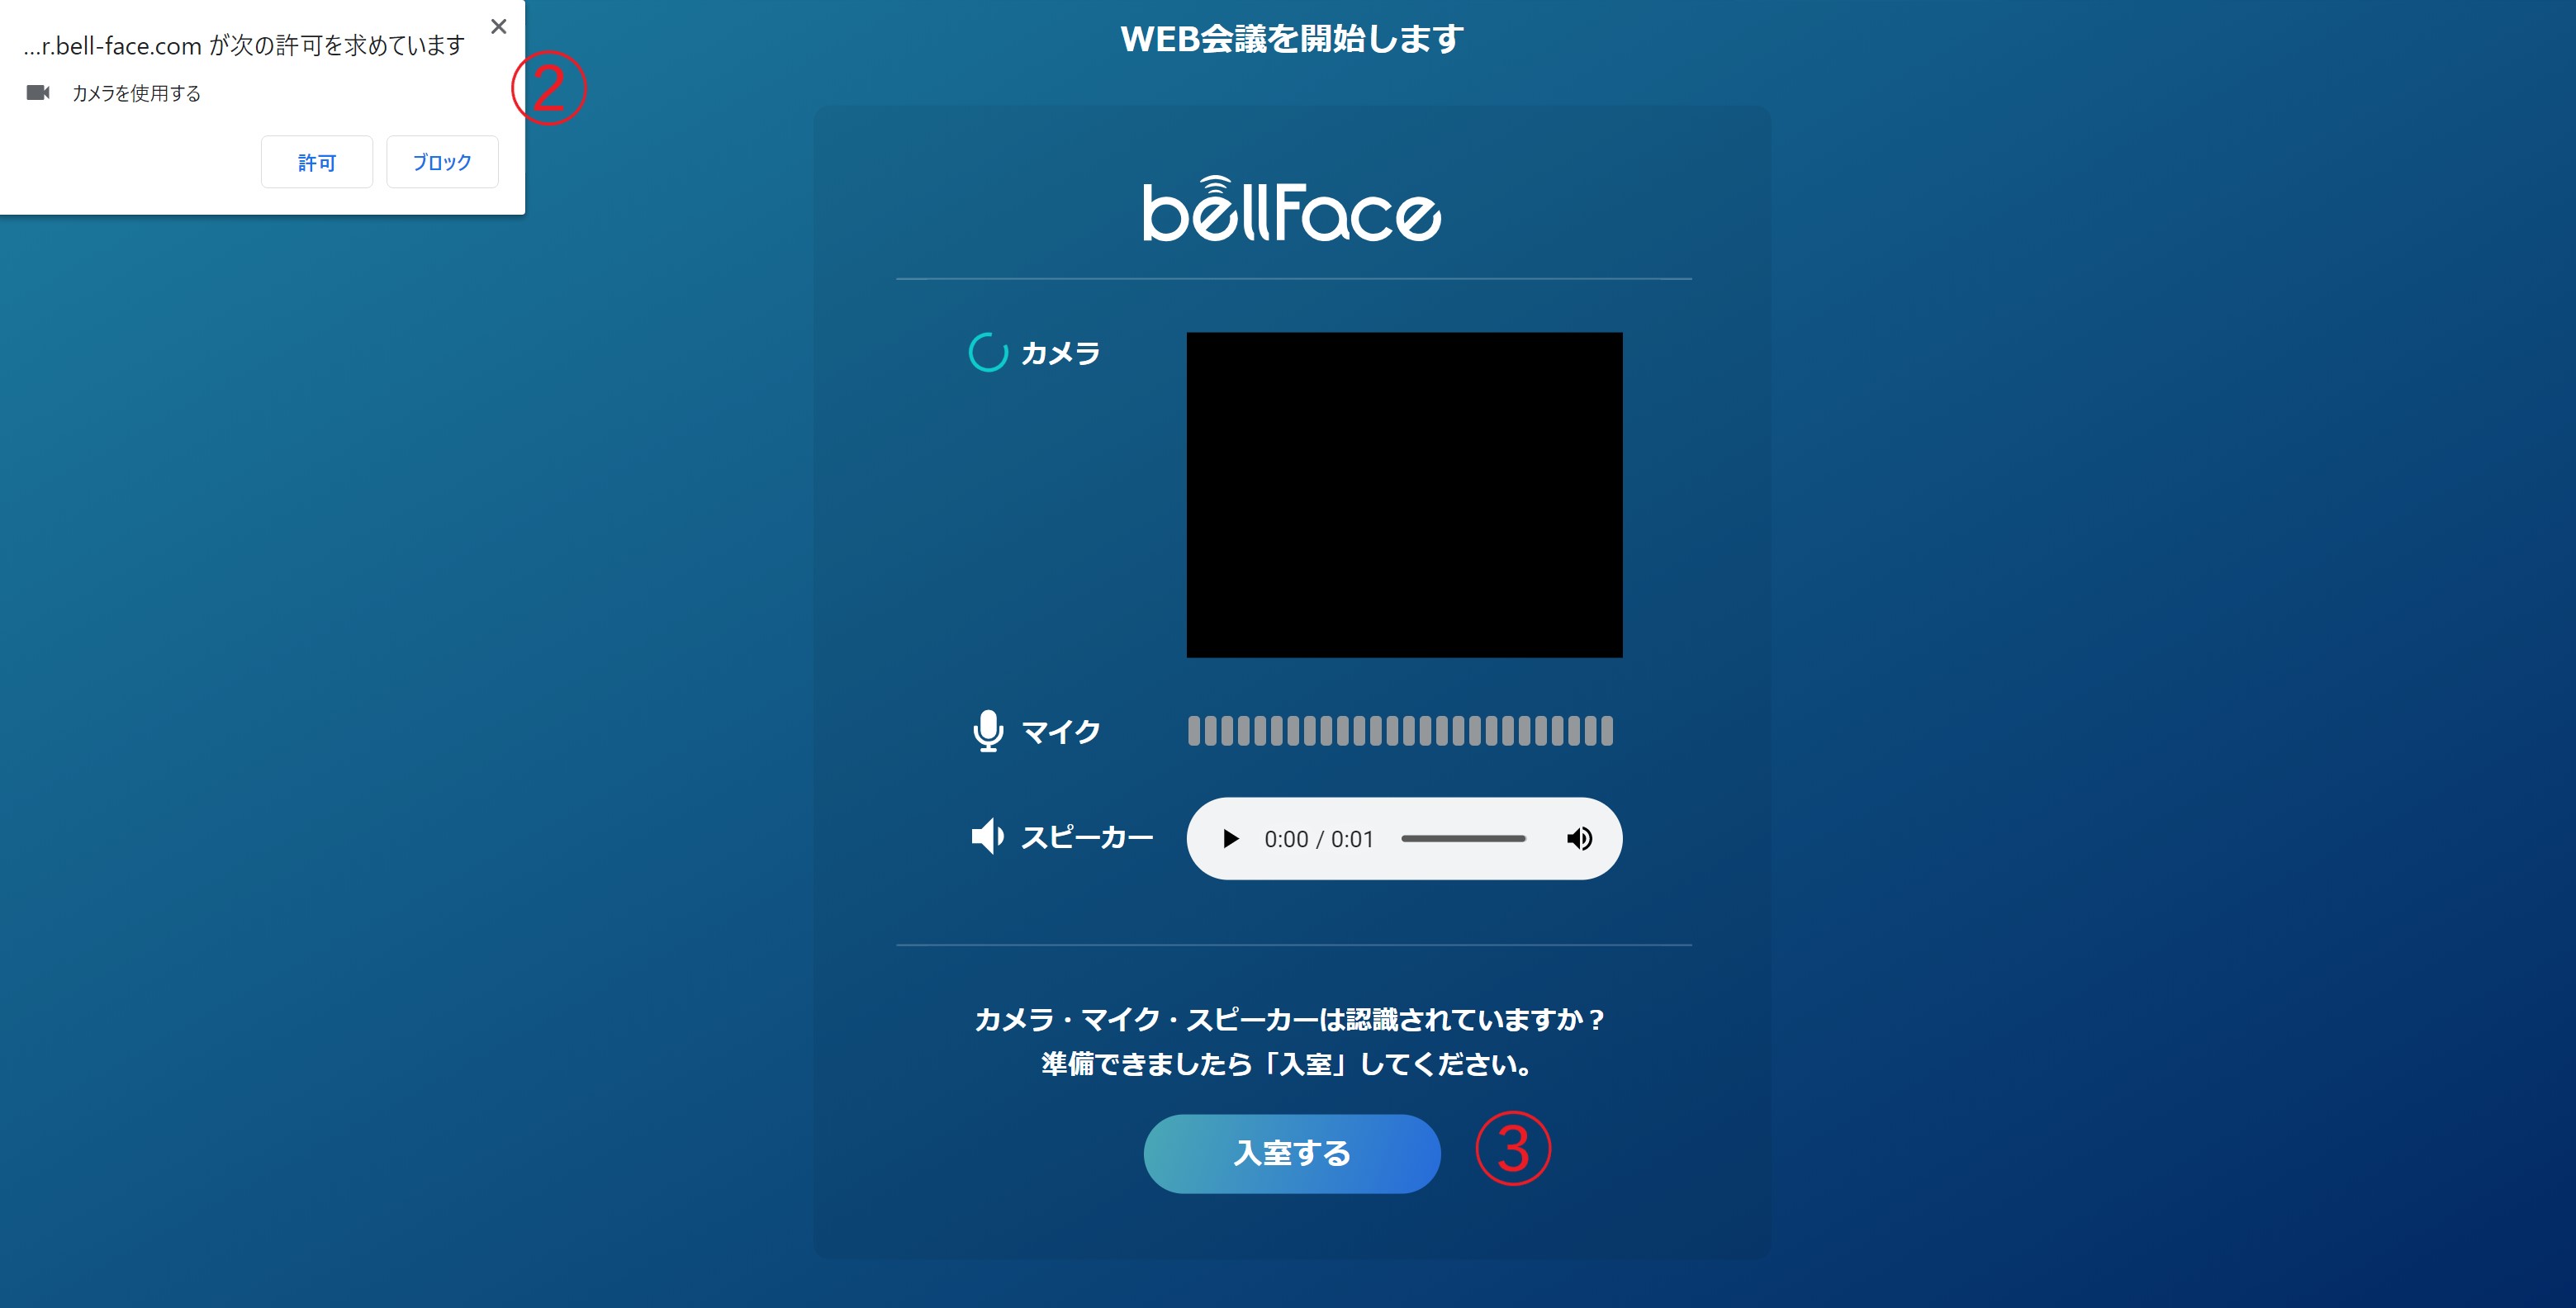 ...r.bell-face.com が次の許可を求めています
カメラを使用する
許可 ブロック
②
WEB会議を開始します
bellFace
カメラ
マイク
スピーカー 0:00 / 0:01
カメラ・マイク・スピーカーは認識されていますか？
準備できましたら「入室」してください。
入室する ③